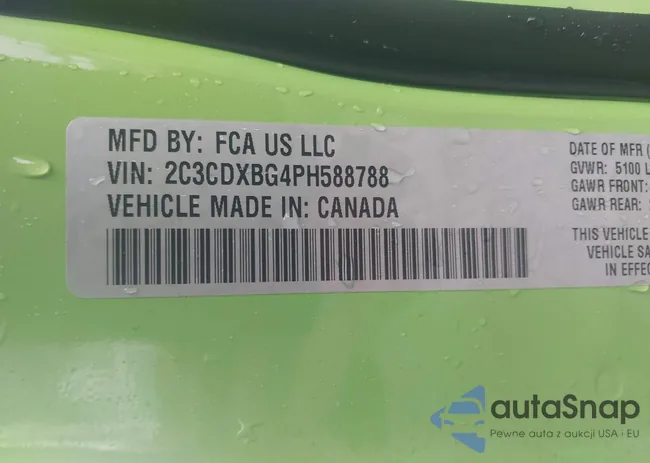 MFD BY: FCA US LLC
VIN: 2C3CDXBG4PH588788
VEHICLE MADE IN: CANADA
DATE OF MFR (
GVWR: 5100 L
GAWR FRONT:
GAWR REAR:
THIS VEHICLE
VEHICLE SA
IN EFFEC
autaSnap
Pewne auta z aukcji USA i EU